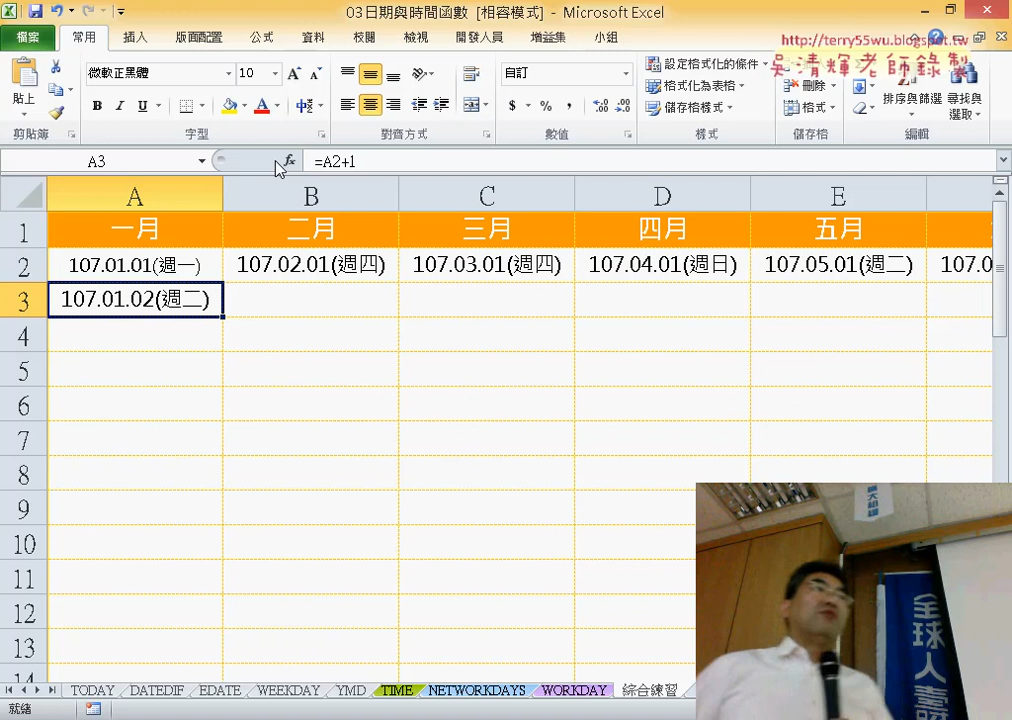 03日期與時間函數 [相容模式] - Microsoft Excel
http://terry55wu.blogspot.tw
吳清輝老師錄製
檔案 常用 插入 版面配置 公式 資料 校閱 檢視 開發人員 增益集 小組
貼上
微軟正黑體 10
自訂
設定格式化的條件
格式化為表格
儲存格樣式
刪除
格式
排序與篩選 尋找與選取
B I U
$ % ,
剪貼簿 字型 對齊方式 數值 樣式 儲存格 編輯
A3 fx =A2+1
A B C D E
1 一月 二月 三月 四月 五月
2 107.01.01(週一) 107.02.01(週四) 107.03.01(週四) 107.04.01(週日) 107.05.01(週二) 107.0
3 107.01.02(週二)
4
5
6
7
8
9
10
11
12
13
14
全球人壽
TODAY DATEDIF EDATE WEEKDAY YMD TIME NETWORKDAYS WORKDAY 綜合練習
就緒